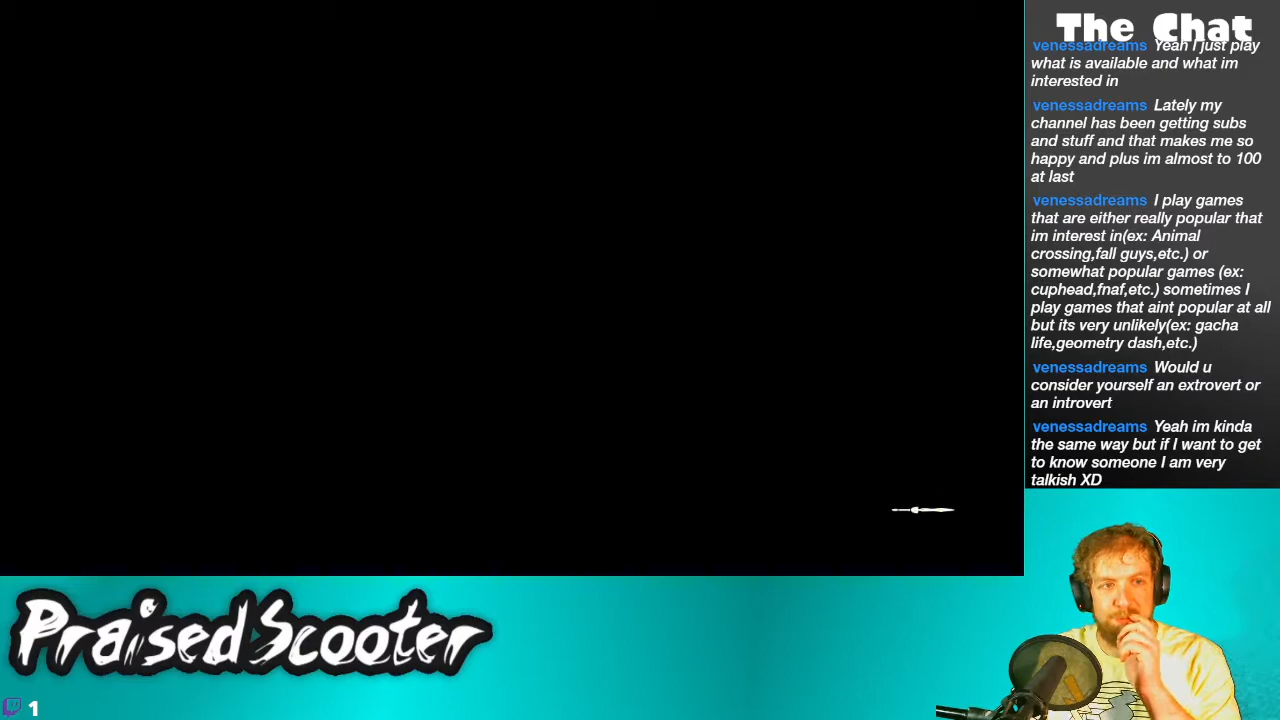 The Chat
venessadreams Yeah I just play
what is available and what im
interested in
venessadreams Lately my
channel has been getting subs
and stuff and that makes me so
happy and plus im almost to 100
at last
venessadreams I play games
that are either really popular that
im interest in(ex: Animal
crossing,fall guys,etc.) or
somewhat popular games (ex:
cuphead,fnaf,etc.) sometimes I
play games that aint popular at all
but its very unlikely(ex: gacha
life,geometry dash,etc.)
venessadreams Would u
consider yourself an extrovert or
an introvert
venessadreams Yeah im kinda
the same way but if I want to get
to know someone I am very
talkish XD
PraisedScooter
1